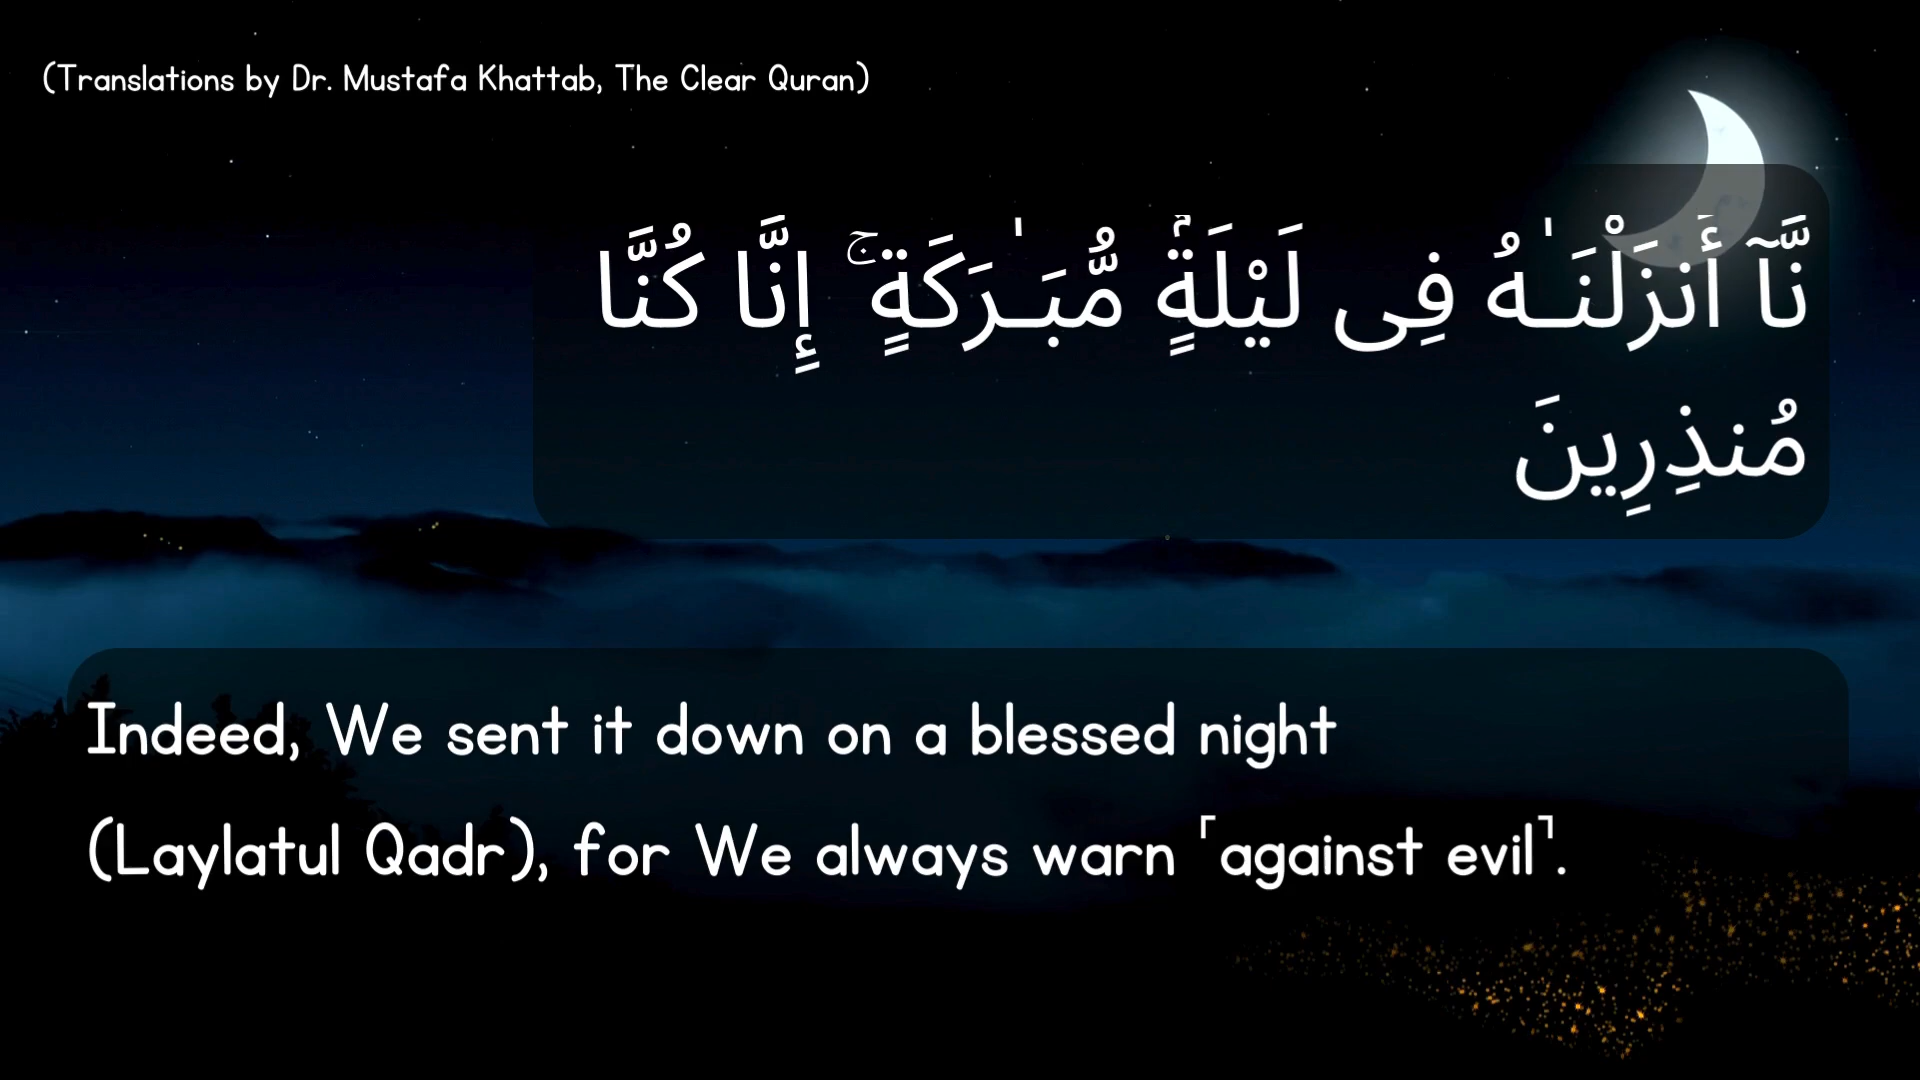 (Translations by Dr. Mustafa Khattab, The Clear Quran)
نَّآ أَنزَلْنَـٰهُ فِى لَيْلَةٍۢ مُّبَـٰرَكَةٍ ۚ إِنَّا كُنَّا
مُنذِرِينَ
Indeed, We sent it down on a blessed night
(Laylatul Qadr), for We always warn ⸢against evil⸣.